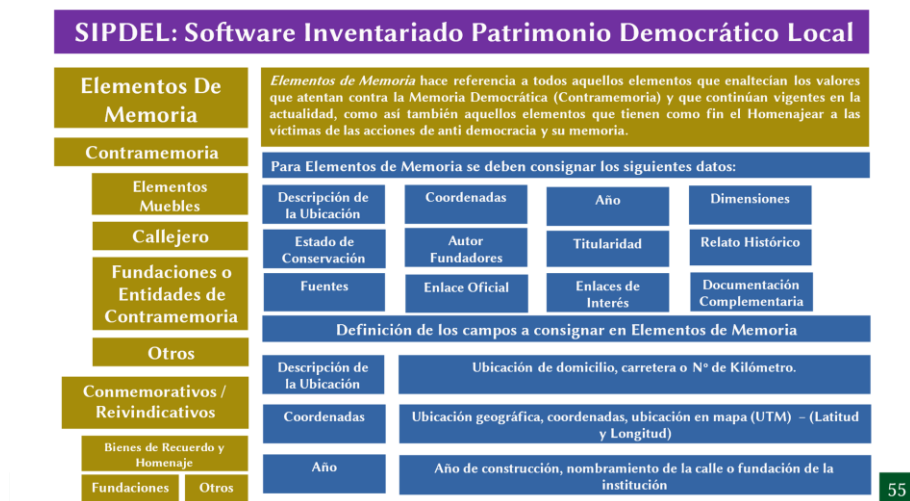 SIPDEL: Software Inventariado Patrimonio Democrático Local
Elementos De
Memoria
Contramemoria
Elementos
Muebles
Callejero
Fundaciones o
Entidades de
Contramemoria
Otros
Conmemorativos /
Reivindicativos
Bienes de Recuerdo y
Homenaje
Fundaciones
Otros
Elementos de Memoria hace referencia a todos aquellos elementos que enaltecían los valores
que atentan contra la Memoria Democrática (Contramemoria) y que continúan vigentes en la
actualidad, como así también aquellos elementos que tienen como fin el Homenajear a las
víctimas de las acciones de anti democracia y su memoria.
Para Elementos de Memoria se deben consignar los siguientes datos:
Descripción de
la Ubicación
Coordenadas
Año
Dimensiones
Estado de
Conservación
Autor
Fundadores
Titularidad
Relato Histórico
Fuentes
Enlace Oficial
Enlaces de
Interés
Documentación
Complementaria
Definición de los campos a consignar en Elementos de Memoria
Descripción de
la Ubicación
Ubicación de domicilio, carretera o Nº de Kilómetro.
Coordenadas
Ubicación geográfica, coordenadas, ubicación en mapa (UTM) – (Latitud
y Longitud)
Año
Año de construcción, nombramiento de la calle o fundación de la
institución
55